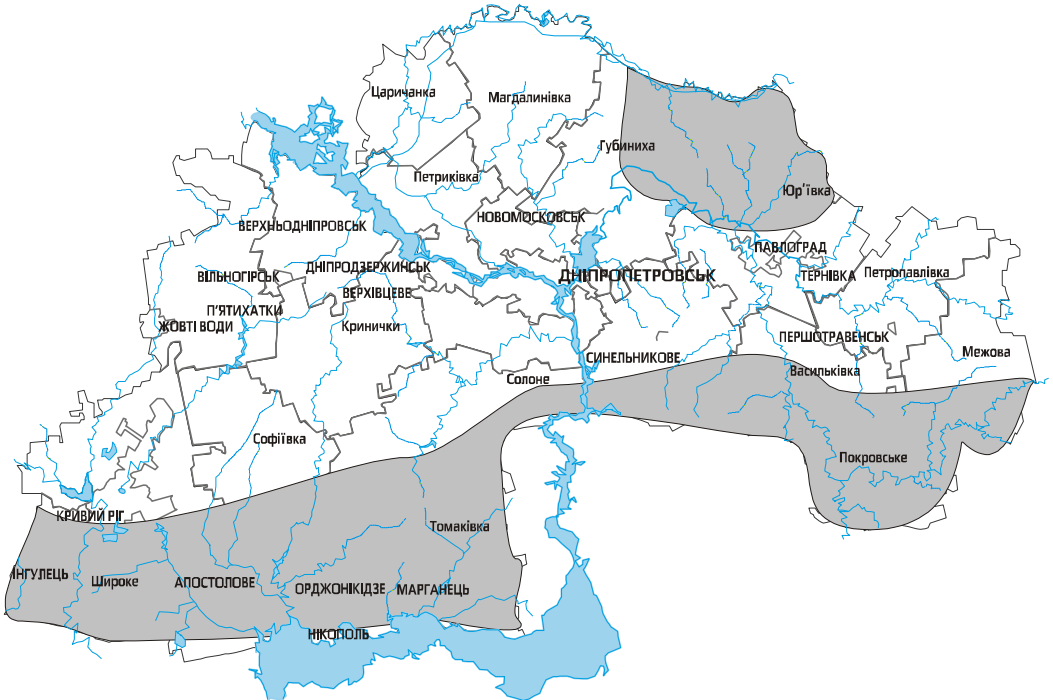 Царичанка
Магдалинівка
Губиниха
Петриківка
Юр'ївка
НОВОМОСКОВСЬК
ВЕРХНЬОДНІПРОВСЬК
ПАВЛОГРАД
ДНІПРОДЗЕРЖИНСЬК
ДНІПРОПЕТРОВСЬК
ТЕРНІВКА
Петропавлівка
ВІЛЬНОГІРСЬК
ВЕРХІВЦЕВЕ
П'ЯТИХАТКИ
ЖОВТІ ВОДИ
Кринички
ПЕРШОТРАВЕНСЬК
Межова
СИНЕЛЬНИКОВЕ
Васильківка
Солоне
Софіївка
Покровське
КРИВИЙ РІГ
Томаківка
ІНГУЛЕЦЬ
Широке
АПОСТОЛОВЕ
ОРДЖОНІКІДЗЕ
МАРГАНЕЦЬ
НІКОПОЛЬ